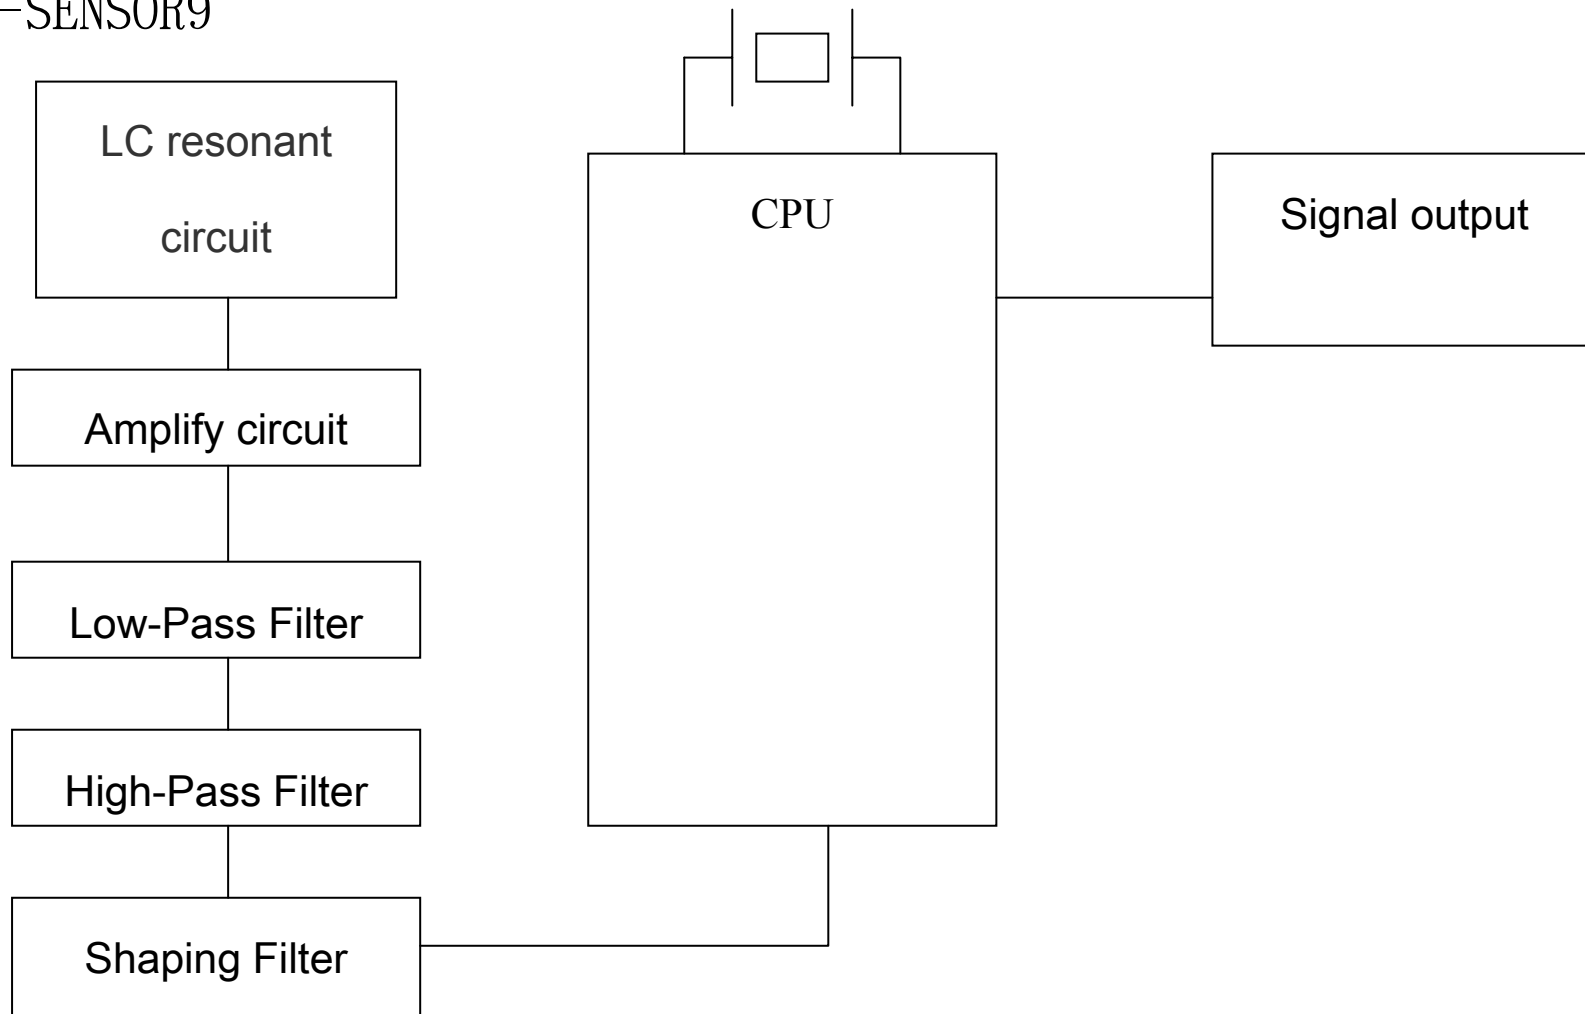 -SENSOR9
LC resonant
circuit
CPU
Signal output
Amplify circuit
Low-Pass Filter
High-Pass Filter
Shaping Filter